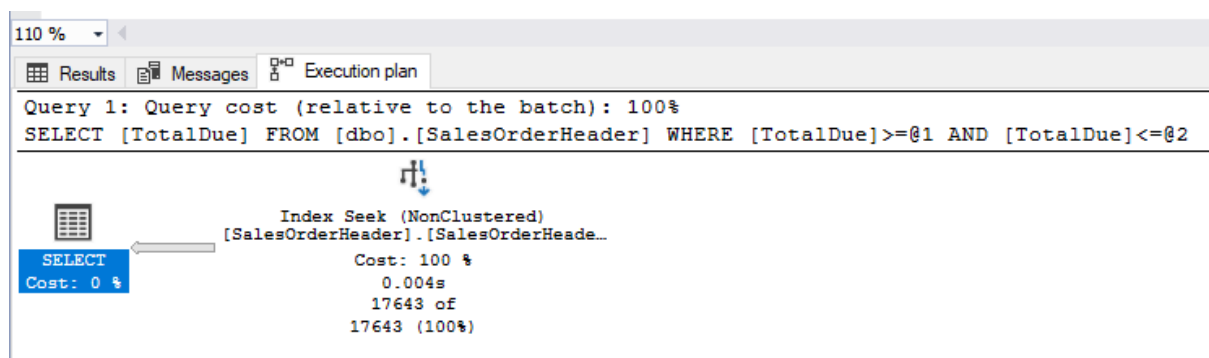 110 %
Results Messages Execution plan
Query 1: Query cost (relative to the batch): 100%
SELECT [TotalDue] FROM [dbo].[SalesOrderHeader] WHERE [TotalDue]>=@1 AND [TotalDue]<=@2
Index Seek (NonClustered)
[SalesOrderHeader].[SalesOrderHeade…
SELECT
Cost: 0 %
Cost: 100 %
0.004s
17643 of
17643 (100%)